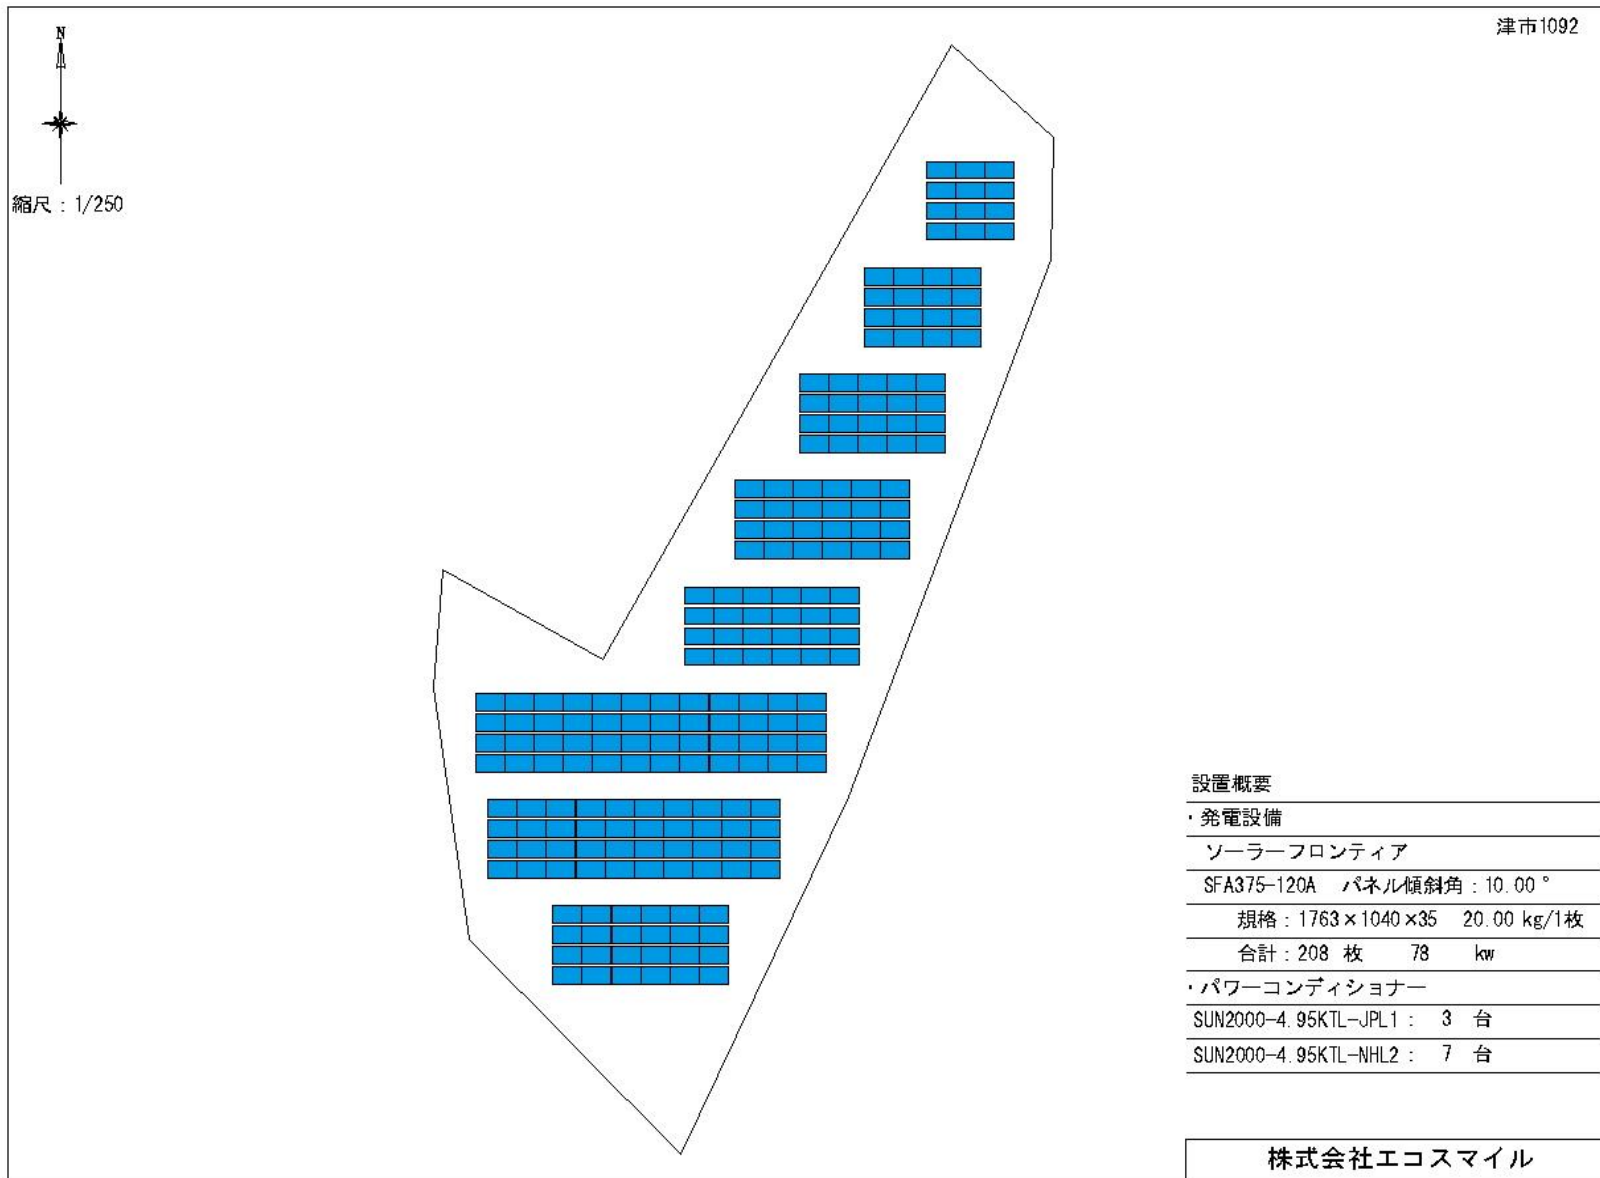 津市1092
N
縮尺：1/250
設置概要
・発電設備
ソーラーフロンティア
SFA375-120A パネル傾斜角：10.00°
規格：1763×1040×35 20.00 kg/1枚
合計：208 枚 78 kw
・パワーコンディショナー
SUN2000-4.95KTL-JPL1： 3 台
SUN2000-4.95KTL-NHL2： 7 台
株式会社エコスマイル